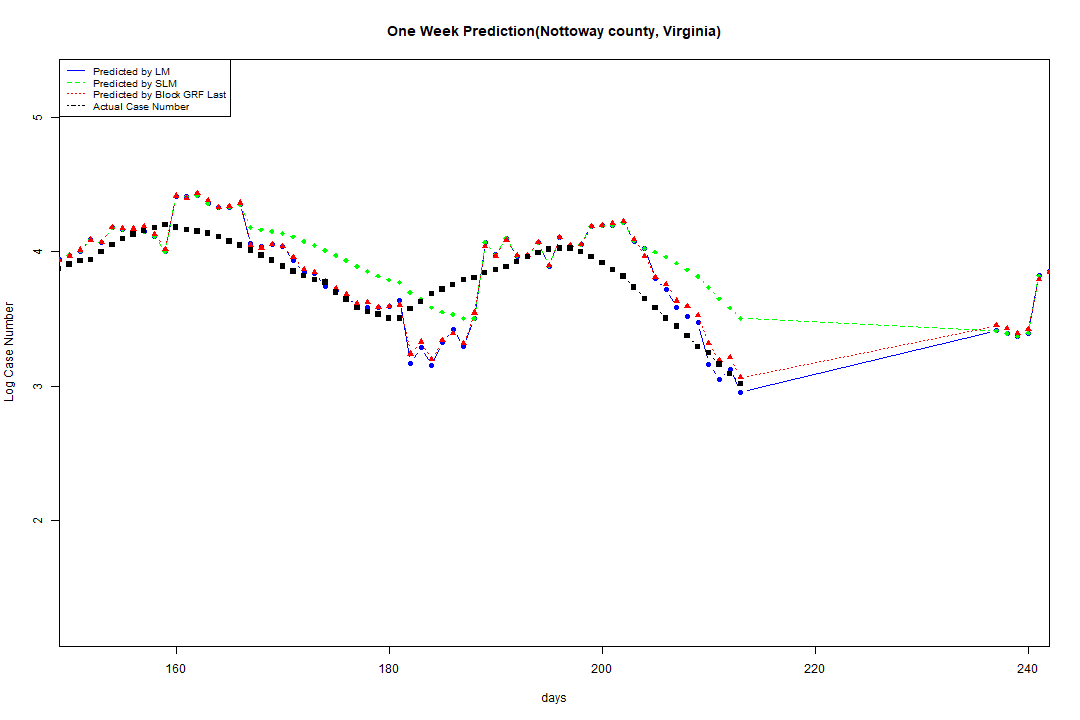 One Week Prediction(Nottoway county, Virginia)
Predicted by LM
Predicted by SLM
Predicted by Block GRF Last
Actual Case Number
5
4
3
2
Log Case Number
160 180 200 220 240
days